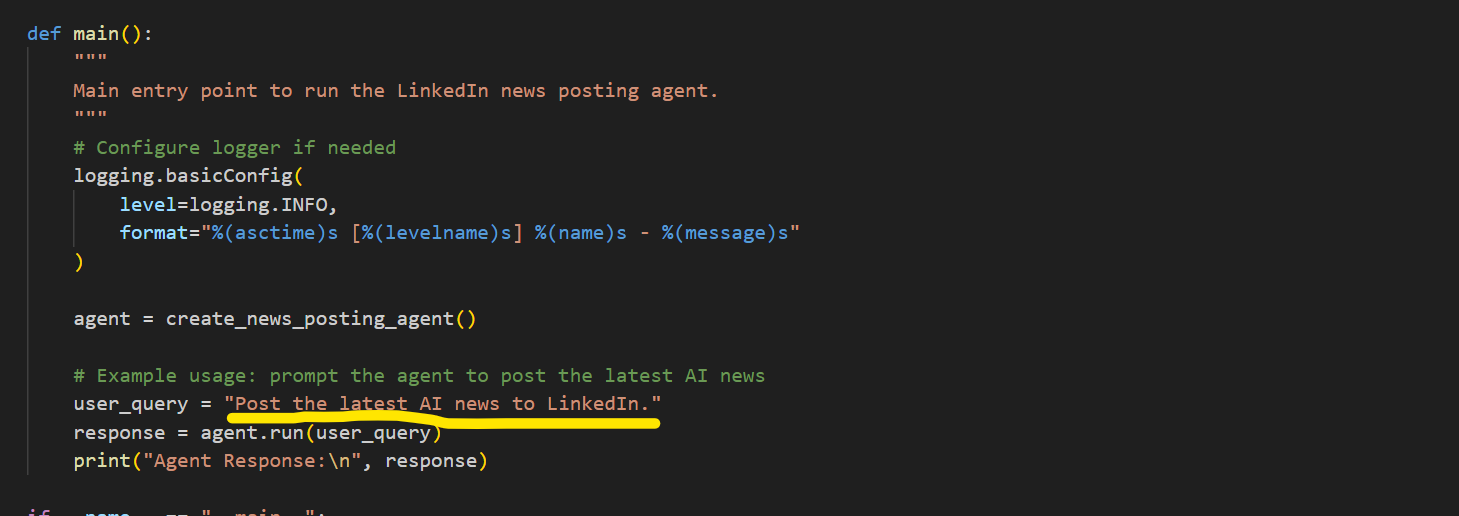 def main():
"""
Main entry point to run the LinkedIn news posting agent.
"""
# Configure logger if needed
logging.basicConfig(
level=logging.INFO,
format="%(asctime)s [%(levelname)s] %(name)s - %(message)s"
)
agent = create_news_posting_agent()
# Example usage: prompt the agent to post the latest AI news
user_query = "Post the latest AI news to LinkedIn."
response = agent.run(user_query)
print("Agent Response:\n", response)